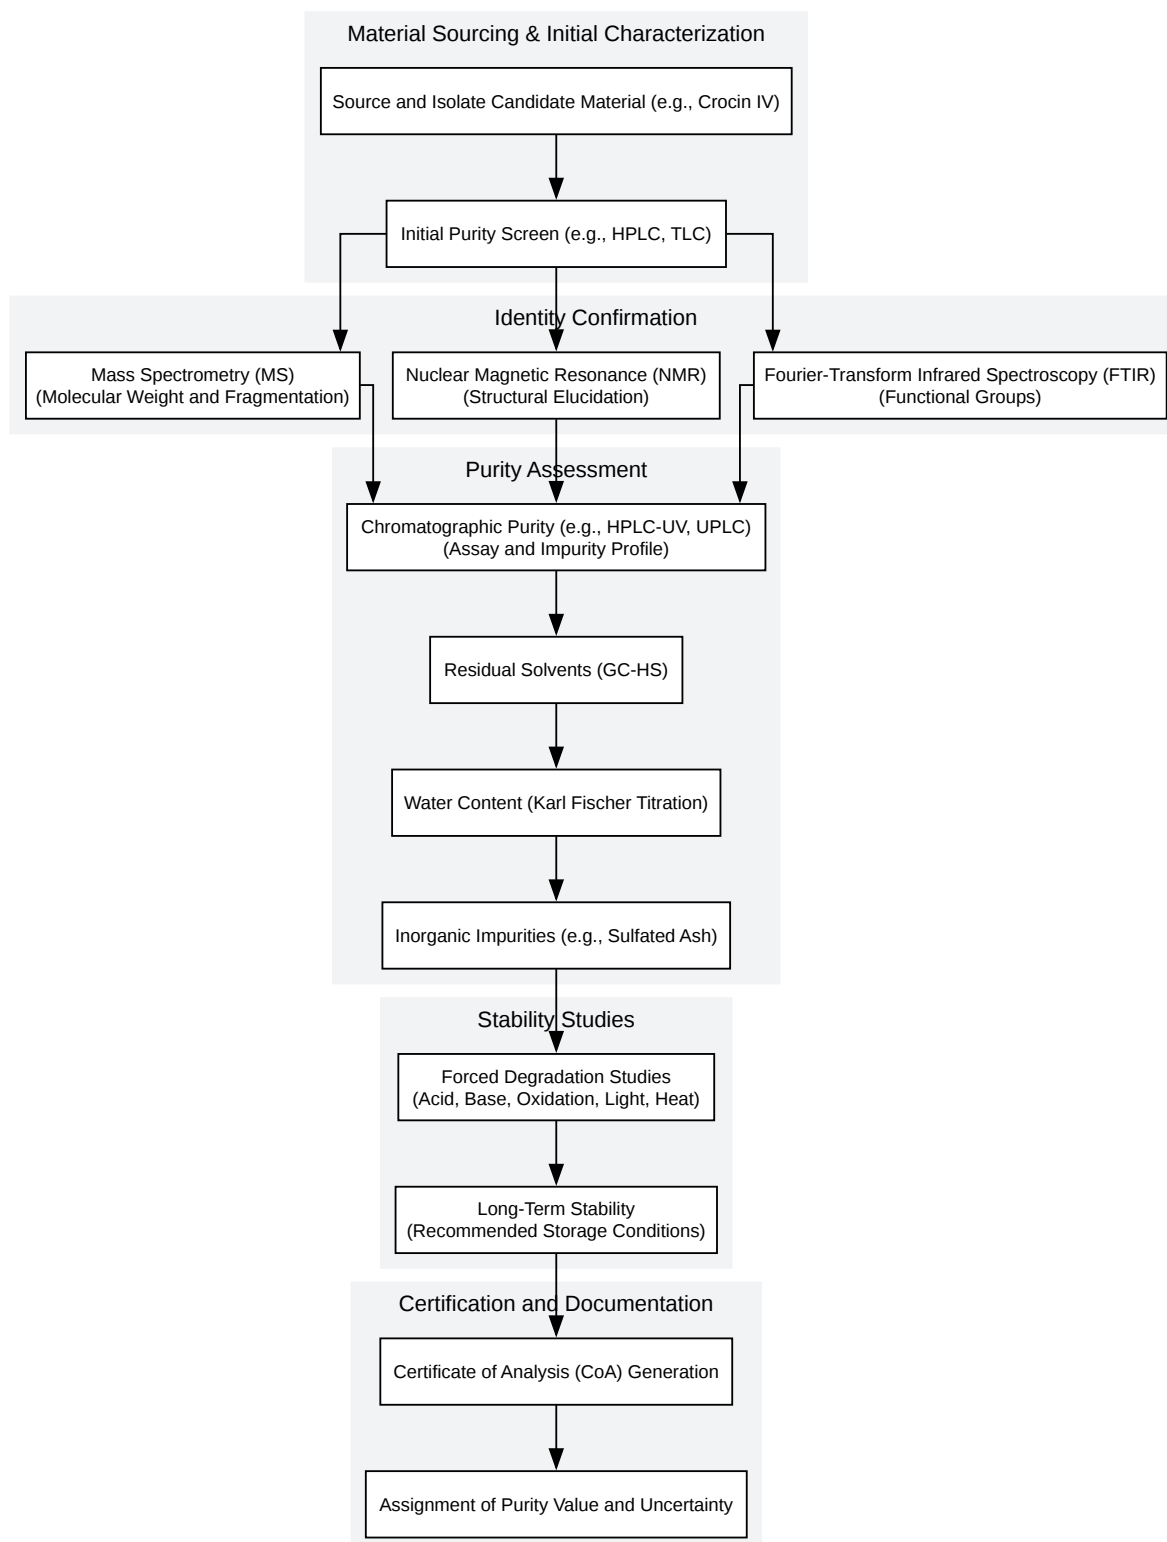 Material Sourcing & Initial Characterization
Source and Isolate Candidate Material (e.g., Crocin IV)
Initial Purity Screen (e.g., HPLC, TLC)
Identity Confirmation
Mass Spectrometry (MS)
(Molecular Weight and Fragmentation)
Nuclear Magnetic Resonance (NMR)
(Structural Elucidation)
Fourier-Transform Infrared Spectroscopy (FTIR)
(Functional Groups)
Purity Assessment
Chromatographic Purity (e.g., HPLC-UV, UPLC)
(Assay and Impurity Profile)
Residual Solvents (GC-HS)
Water Content (Karl Fischer Titration)
Inorganic Impurities (e.g., Sulfated Ash)
Stability Studies
Forced Degradation Studies
(Acid, Base, Oxidation, Light, Heat)
Long-Term Stability
(Recommended Storage Conditions)
Certification and Documentation
Certificate of Analysis (CoA) Generation
Assignment of Purity Value and Uncertainty